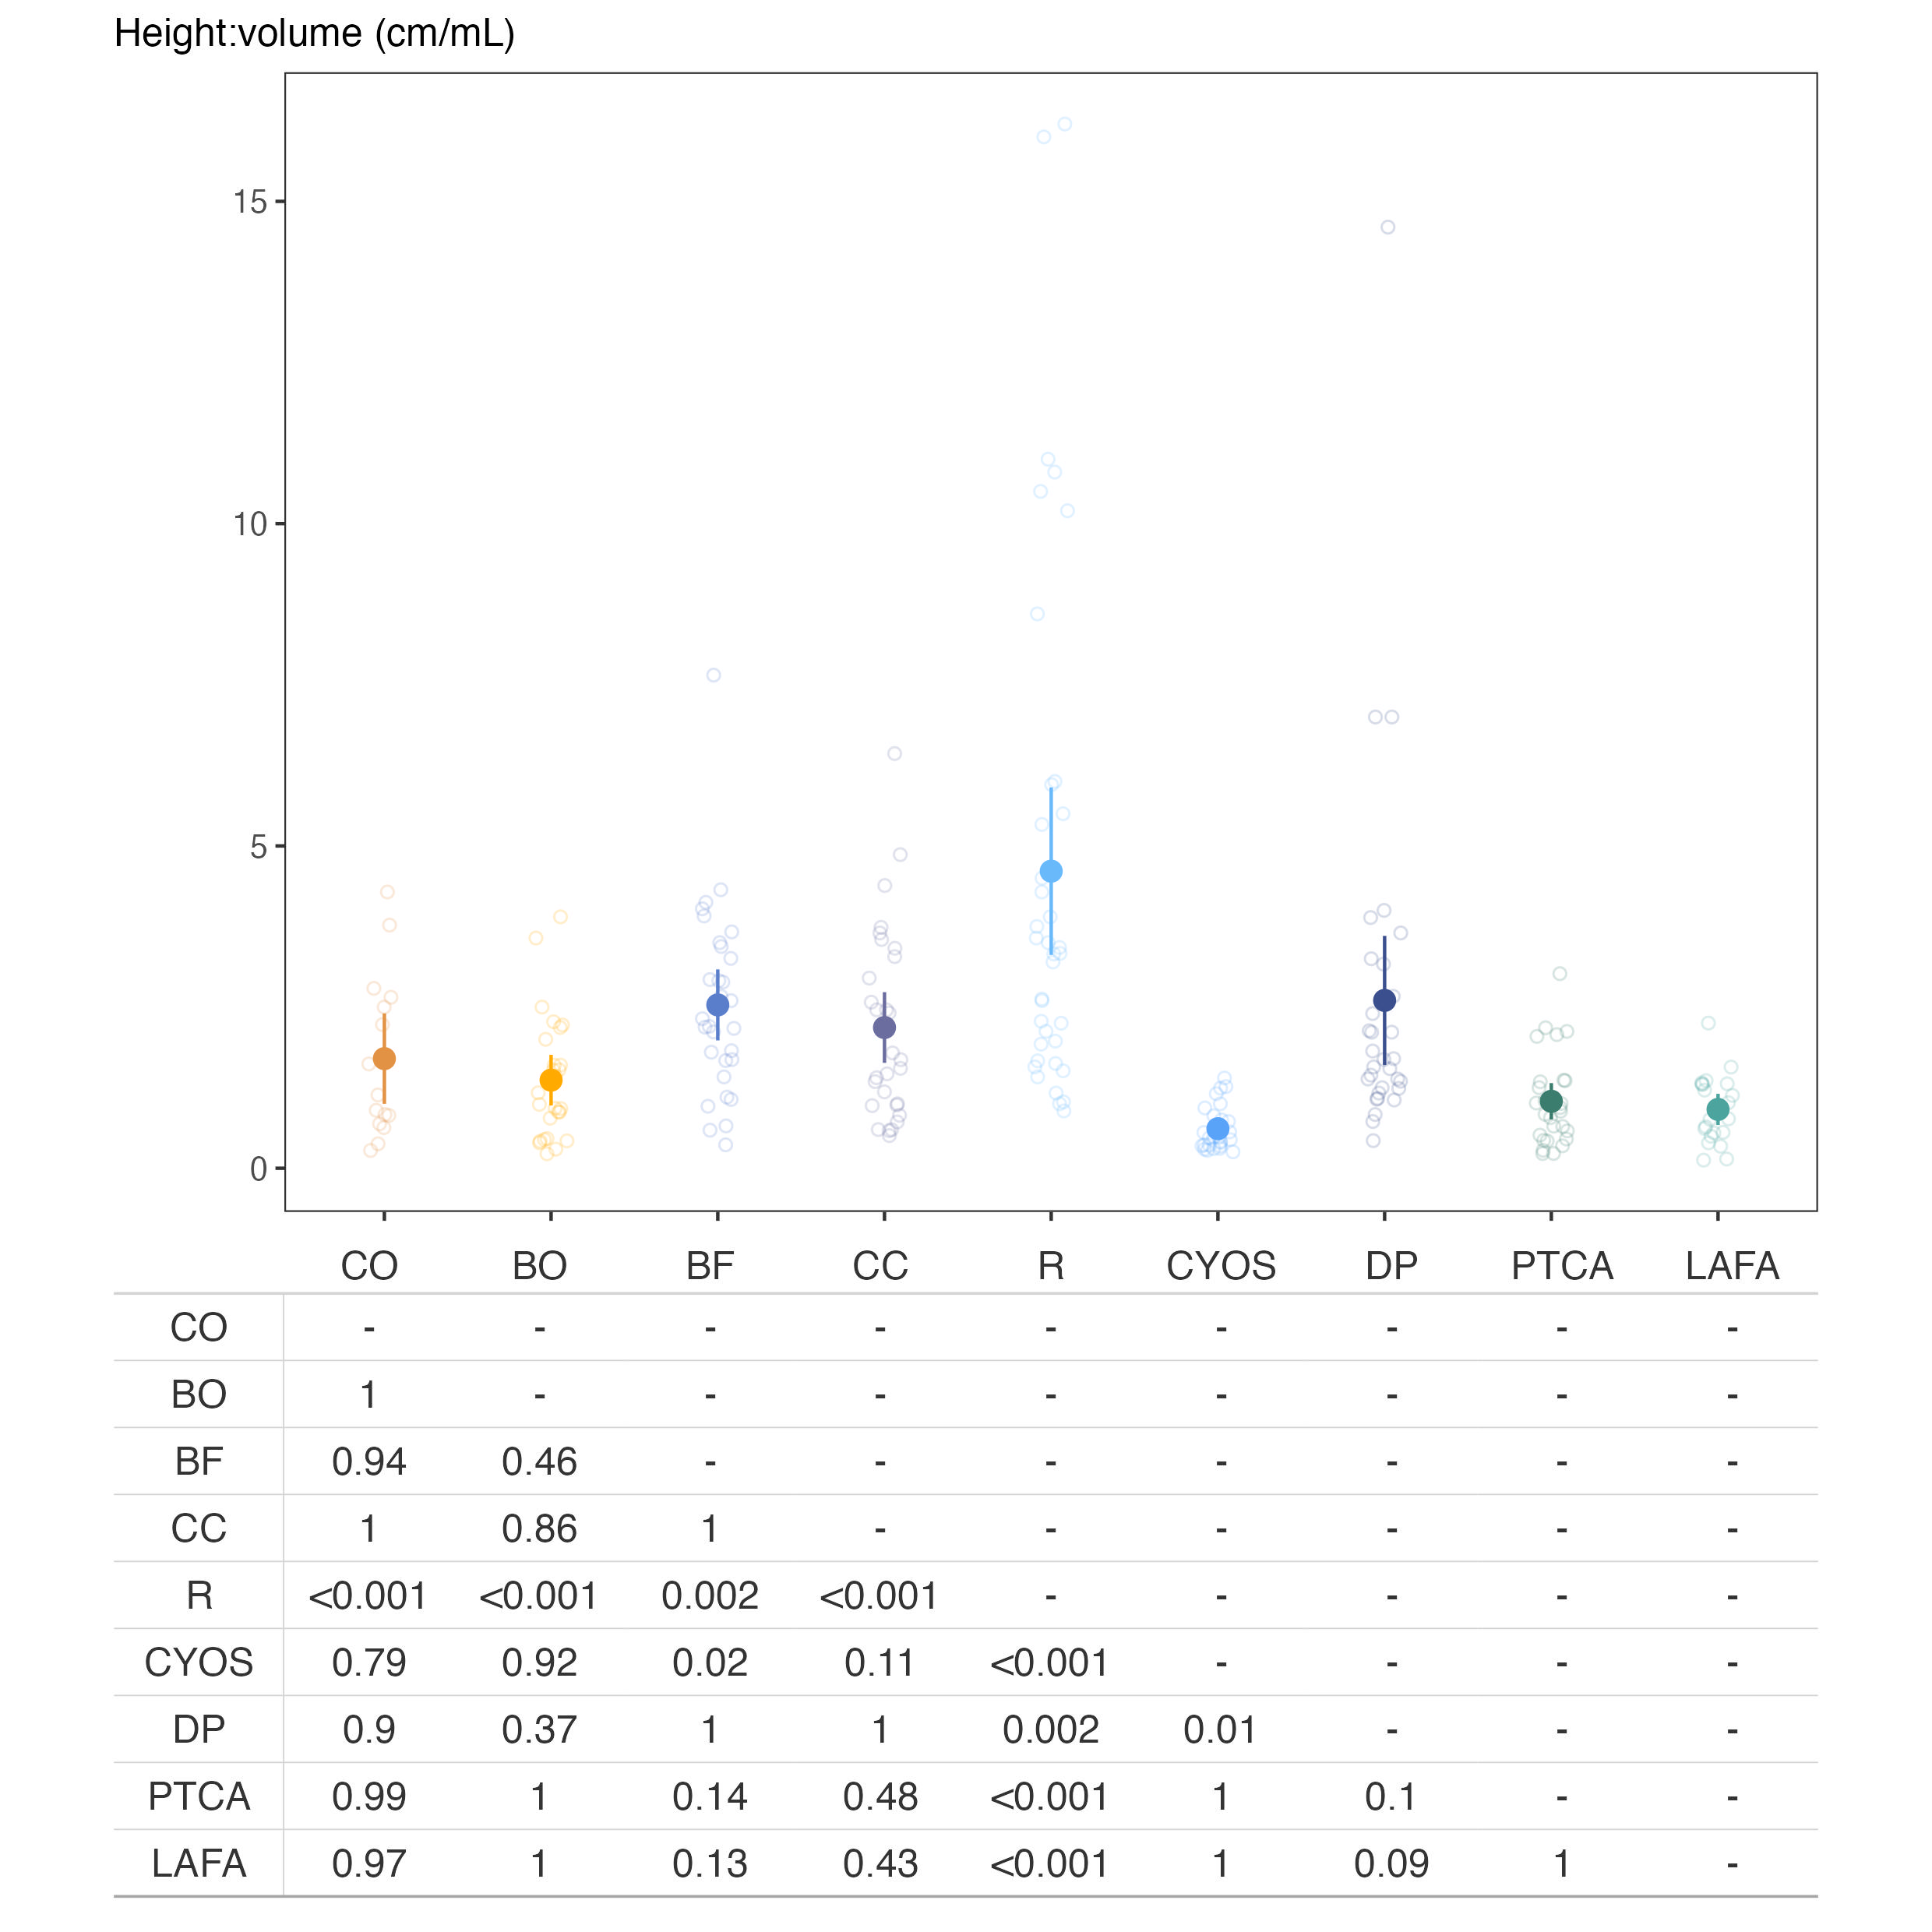 Height:volume (cm/mL)
15
10
5
0
CO BO BF CC R CYOS DP PTCA LAFA
CO - - - - - - - - -
BO 1 - - - - - - - -
BF 0.94 0.46 - - - - - - -
CC 1 0.86 1 - - - - - -
R <0.001 <0.001 0.002 <0.001 - - - - -
CYOS 0.79 0.92 0.02 0.11 <0.001 - - - -
DP 0.9 0.37 1 1 0.002 0.01 - - -
PTCA 0.99 1 0.14 0.48 <0.001 1 0.1 - -
LAFA 0.97 1 0.13 0.43 <0.001 1 0.09 1 -